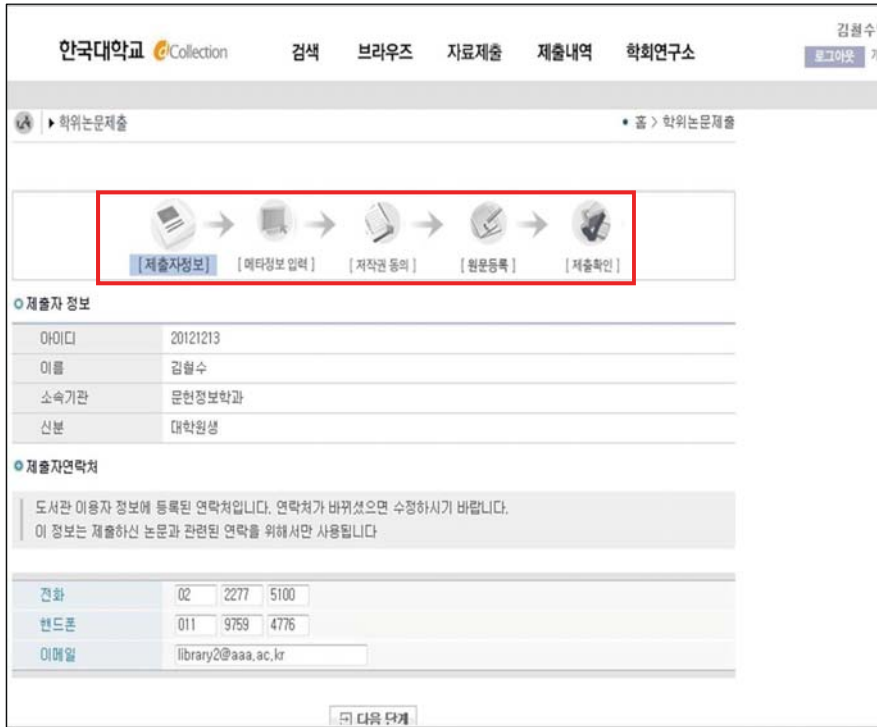 김철수
한국대학교 dCollection 검색 브라우즈 자료제출 제출내역 학회연구소
로그아웃
학위논문제출
홈 > 학위논문제출
[제출자정보] [메타정보 입력] [저작권 동의] [원문등록] [제출확인]
제출자 정보
아이디 20121213
이름 김철수
소속기관 문헌정보학과
신분 대학원생
제출자연락처
도서관 이용자 정보에 등록된 연락처입니다. 연락처가 바뀌셨으면 수정하시기 바랍니다.
이 정보는 제출하신 논문과 관련된 연락을 위해서만 사용됩니다
전화 02 2277 5100
핸드폰 011 9759 4776
이메일 library2@aaa.ac.kr
다음 단계